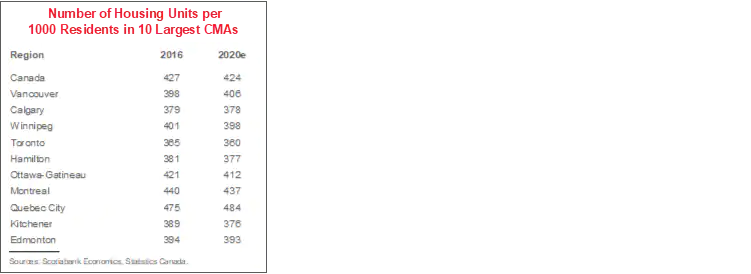 Number of Housing Units per
1000 Residents in 10 Largest CMAs
Region 2016 2020e
Canada 427 424
Vancouver 398 406
Calgary 379 378
Winnipeg 401 398
Toronto 365 360
Hamilton 381 377
Ottawa-Gatineau 421 412
Montreal 440 437
Quebec City 475 484
Kitchener 389 376
Edmonton 394 393
Sources: Scotiabank Economics, Statistics Canada.